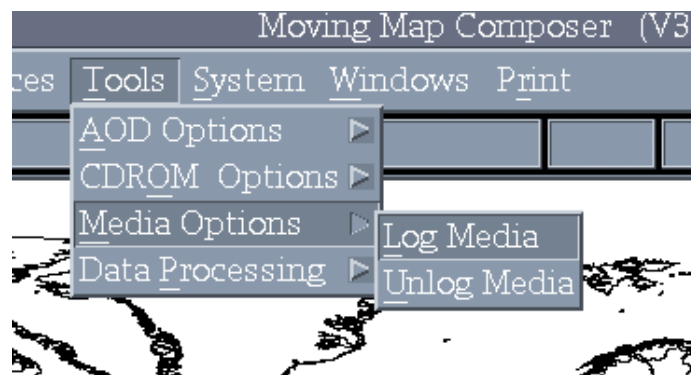 Moving Map Composer (V3
ces Tools System Windows Print
AOD Options
CDROM Options
Media Options
Log Media
Data Processing
Unlog Media